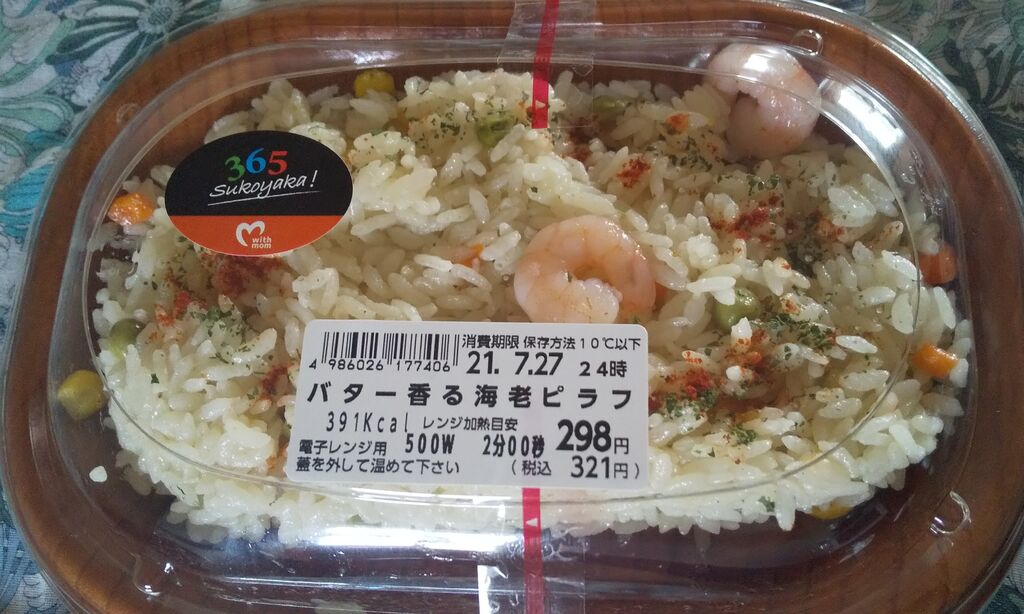 365
Sukoyaka!
with
mom
消費期限 保存方法10℃以下
4 986026 177406 21. 7.27 24時
バター香る海老ピラフ
391Kcal レンジ加熱目安
電子レンジ用 500W 2分00秒 298円
蓋を外して温めて下さい (税込 321円)